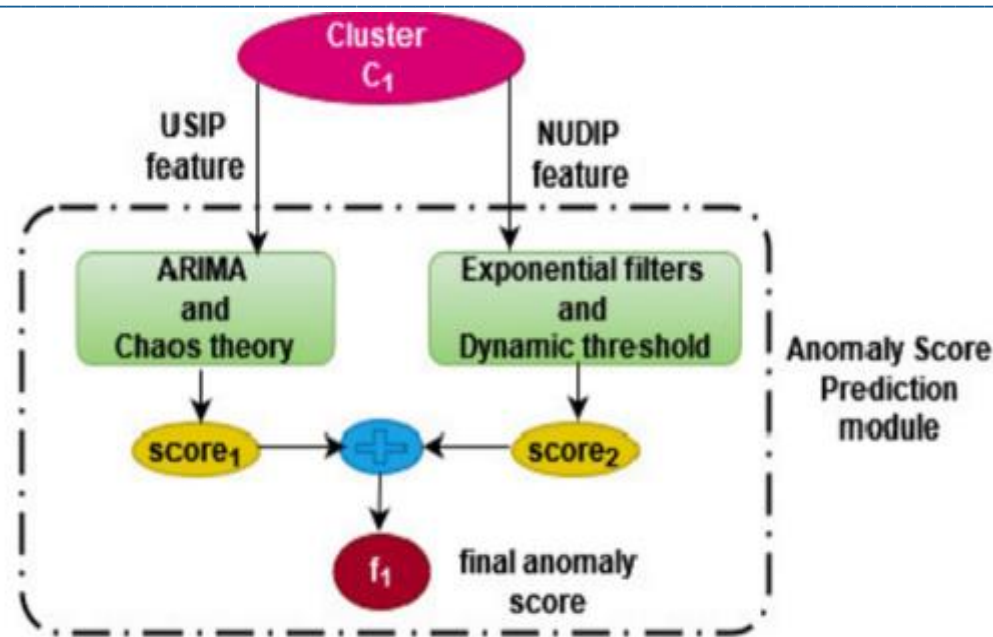 Cluster
C1
USIP
feature
NUDIP
feature
ARIMA
and
Chaos theory
Exponential filters
and
Dynamic threshold
Anomaly Score
Prediction
module
score1
score2
f1
final anomaly
score